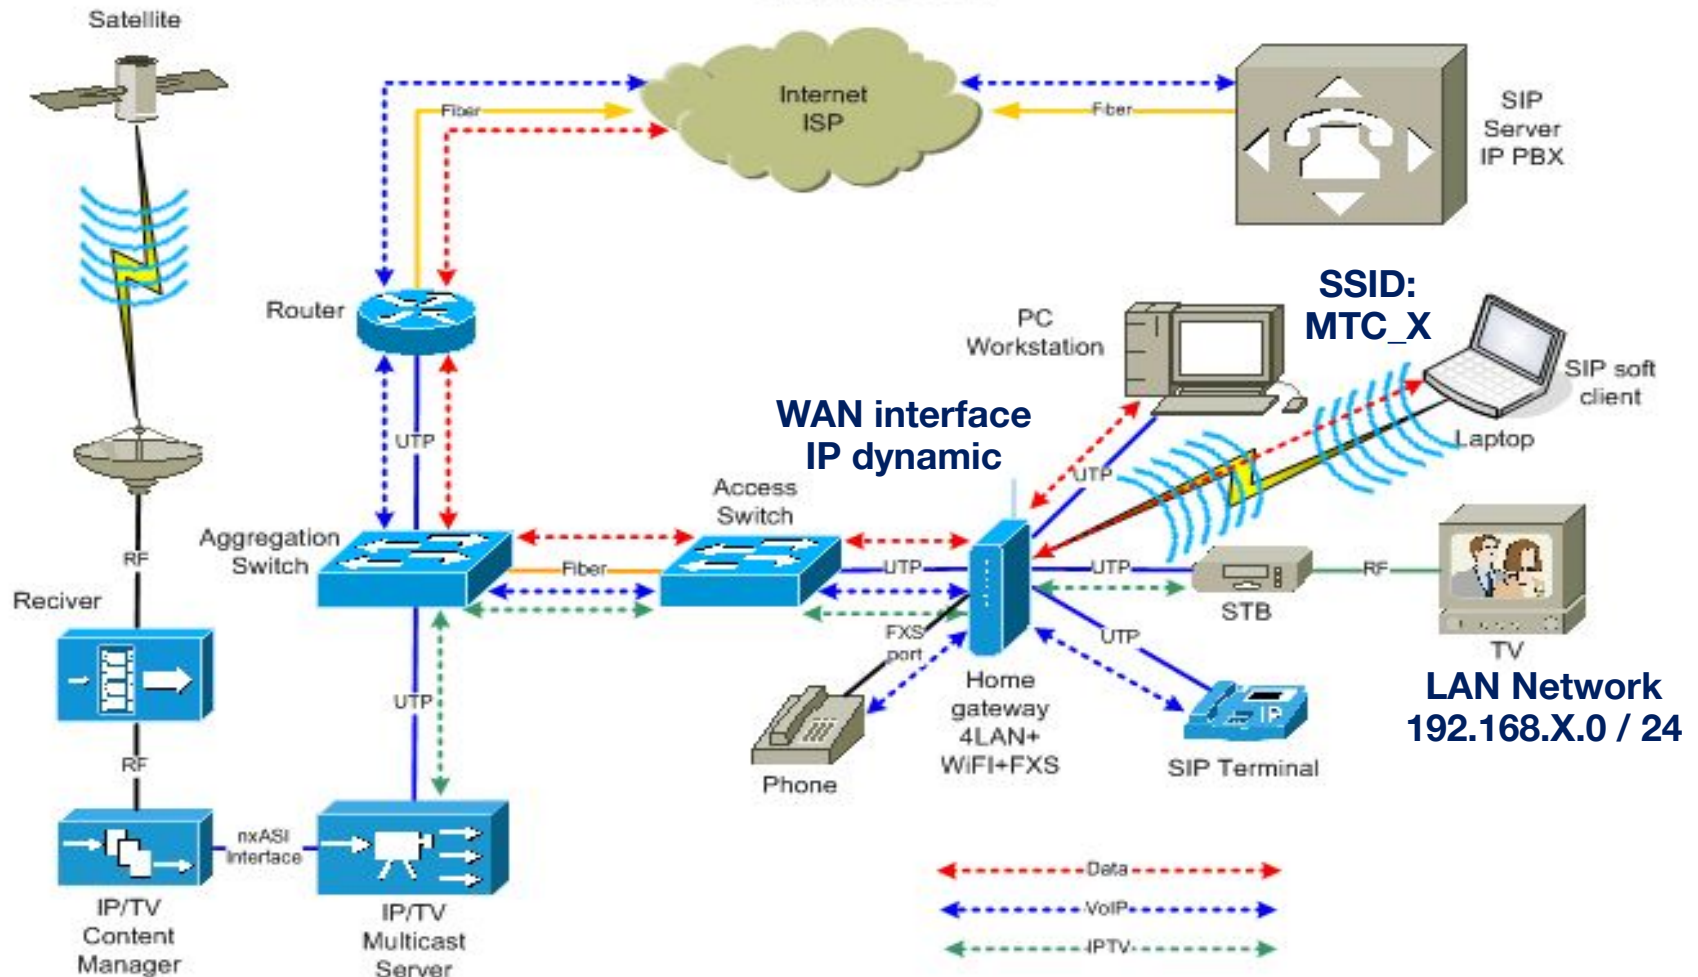 Satellite
Internet
ISP
Fiber
Fiber
SIP
Server
IP PBX
Router
PC
Workstation
SSID:
MTC_X
SIP soft
client
Laptop
WAN interface
IP dynamic
UTP
UTP
Access
Switch
Aggregation
Switch
RF
Fiber
UTP
UTP
RF
STB
TV
Reciver
FXS
port
UTP
IP
LAN Network
192.168.X.0 / 24
Home
gateway
4LAN+
WiFI+FXS
SIP Terminal
Phone
UTP
RF
nxASI
Interface
IP/TV
Content
Manager
IP/TV
Multicast
Server
Data
VoIP
IPTV